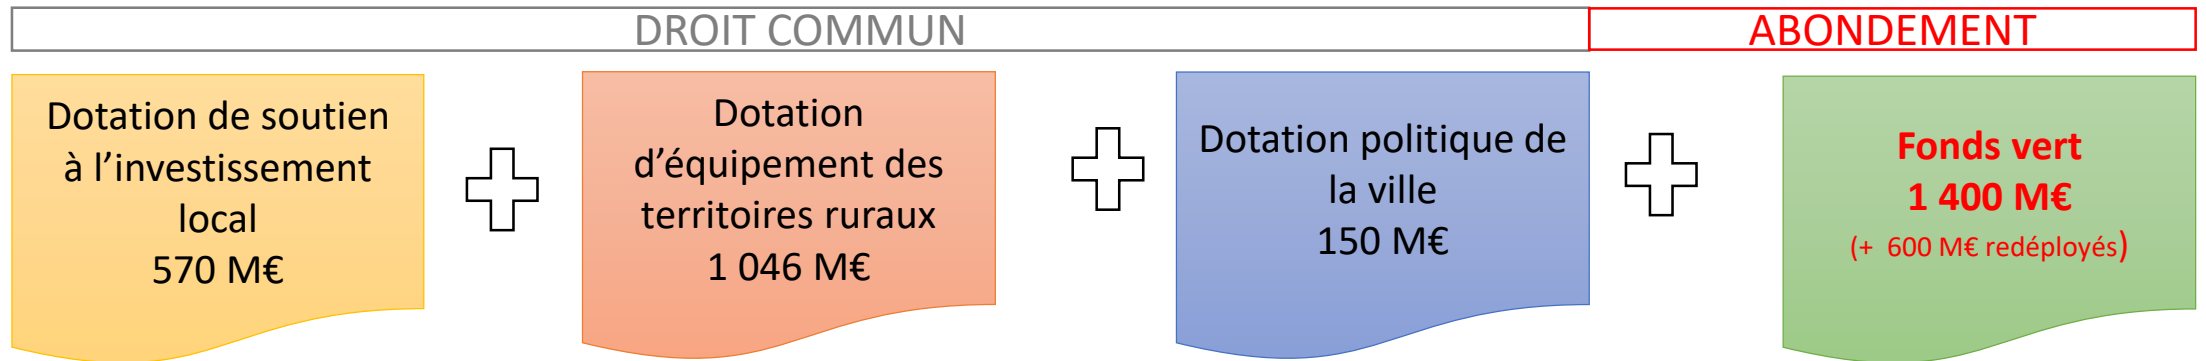 DROIT COMMUN
ABONDEMENT
Dotation de soutien
à l’investissement
local
570 M€
Dotation
d’équipement des
territoires ruraux
1 046 M€
Dotation politique de
la ville
150 M€
Fonds vert
1 400 M€
(+ 600 M€ redéployés)